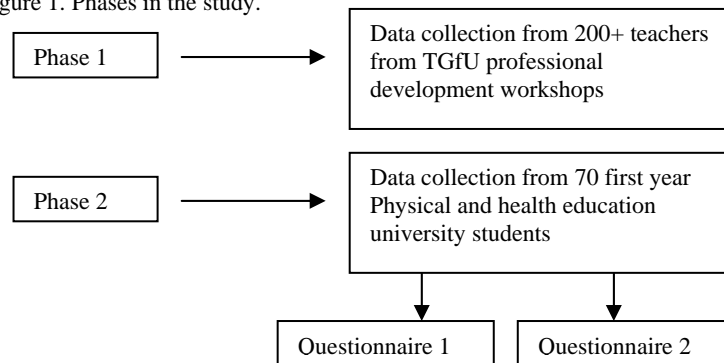 gure 1. Phases in the study.
Phase 1
Data collection from 200+ teachers
from TGfU professional
development workshops
Phase 2
Data collection from 70 first year
Physical and health education
university students
Questionnaire 1
Questionnaire 2